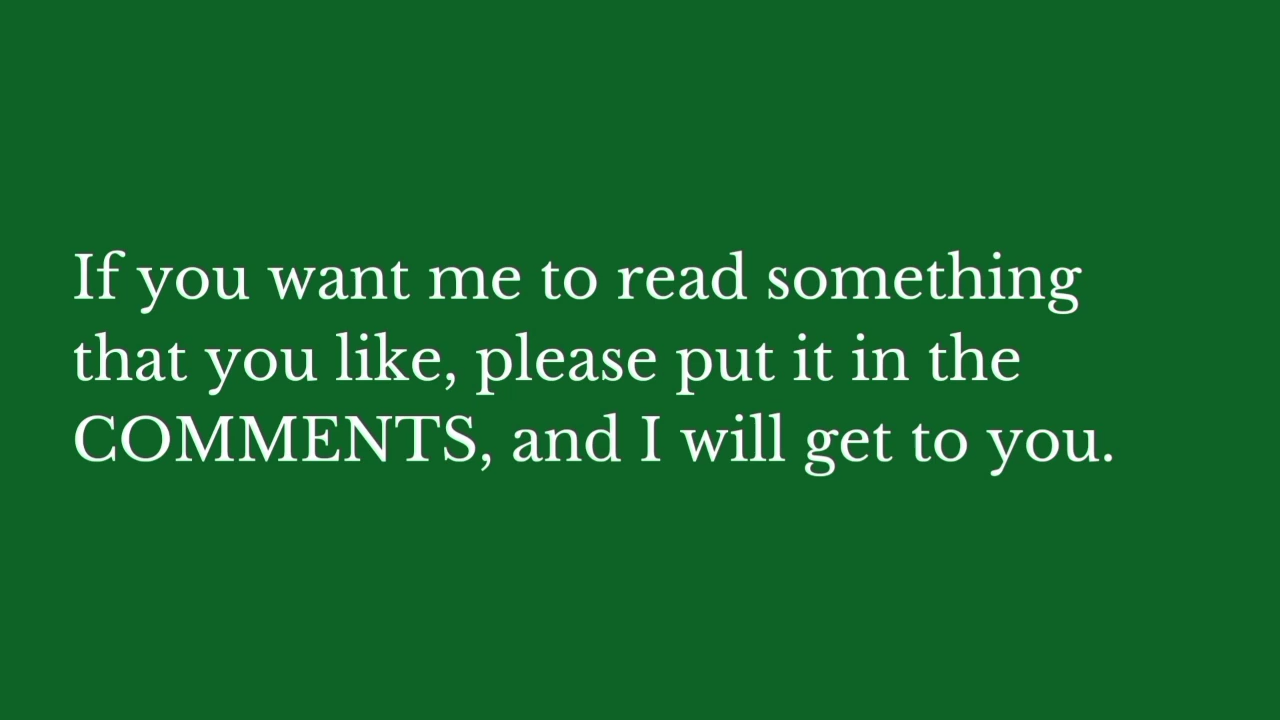 If you want me to read something
that you like, please put it in the
COMMENTS, and I will get to you.